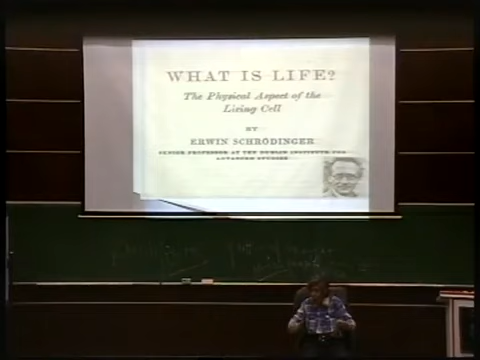 WHAT IS LIFE?
The Physical Aspect of the
Living Cell
BY
ERWIN SCHRODINGER
SENIOR PROFESSOR AT THE DUBLIN INSTITUTE FOR
ADVANCED STUDIES